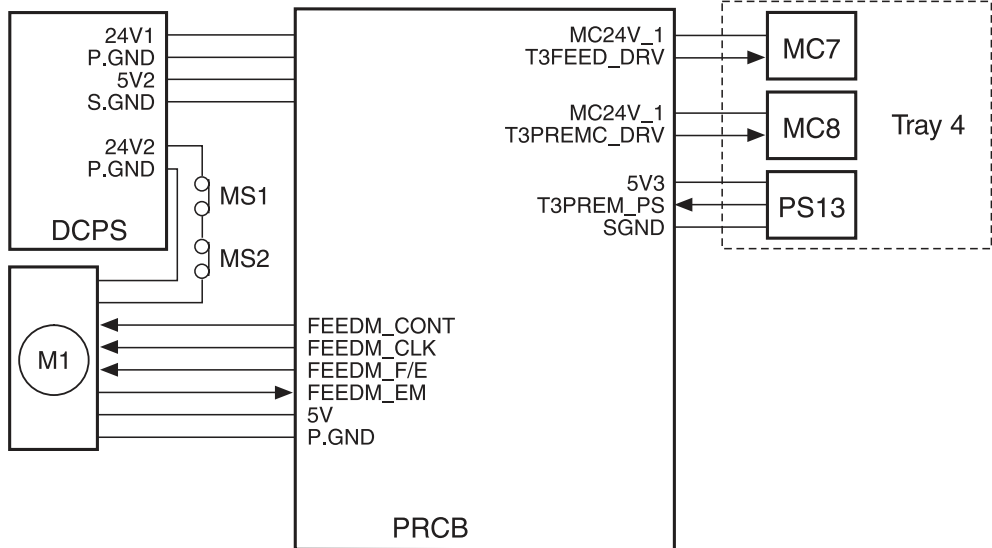 24V1
P.GND
5V2
S.GND
24V2
P.GND
DCPS
MS1
MS2
M1
FEEDM_CONT
FEEDM_CLK
FEEDM_F/E
FEEDM_EM
5V
P.GND
PRCB
MC24V_1
T3FEED_DRV
MC24V_1
T3PREMC_DRV
5V3
T3PREM_PS
SGND
MC7
MC8
PS13
Tray 4